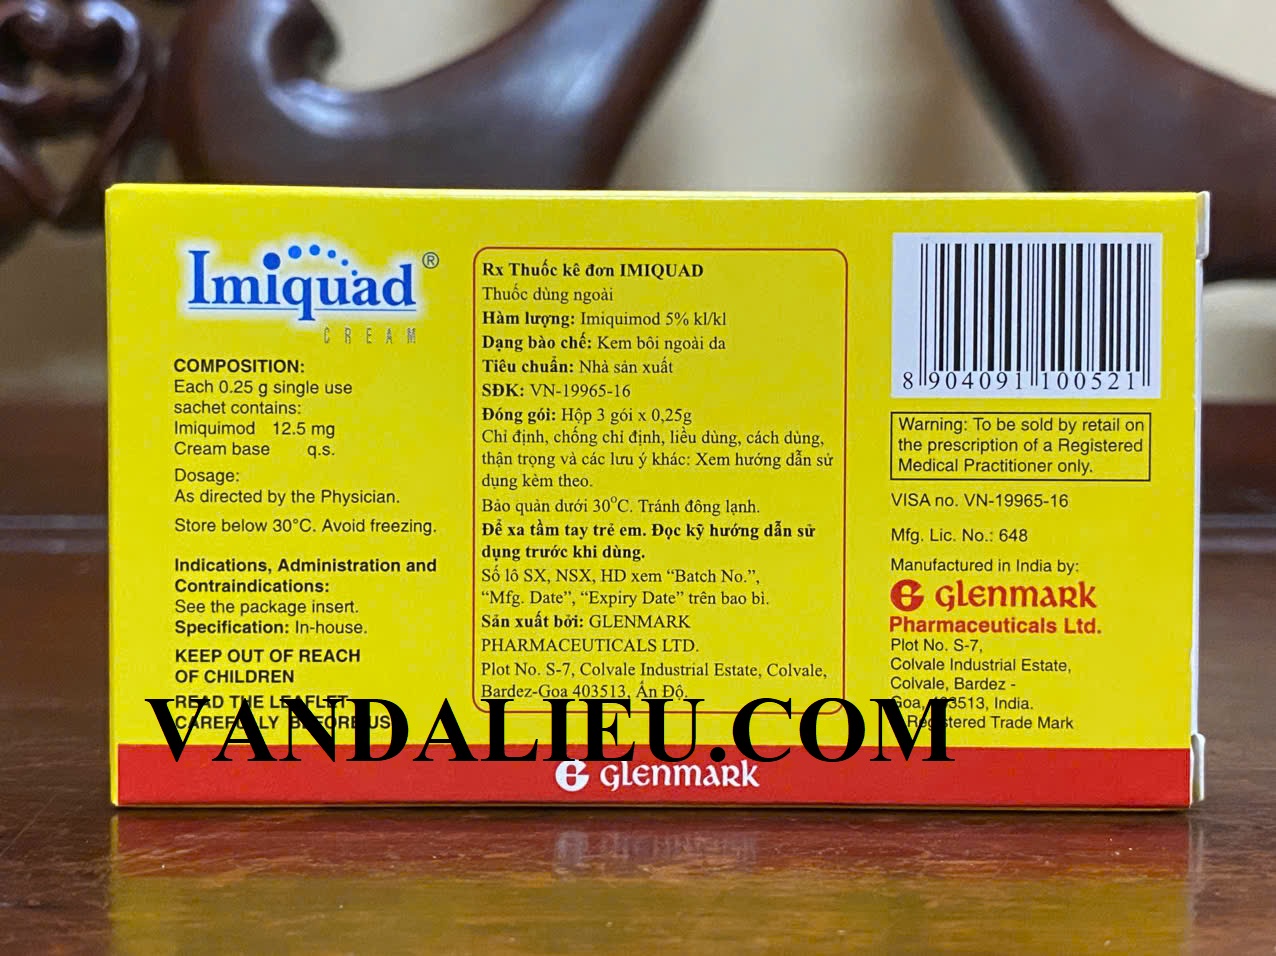 Imiquad®
CREAM
COMPOSITION:
Each 0.25 g single use
sachet contains:
Imiquimod 12.5 mg
Cream base q.s.
Dosage:
As directed by the Physician.
Store below 30°C. Avoid freezing.
Indications, Administration and
Contraindications:
See the package insert.
Specification: In-house.
KEEP OUT OF REACH
OF CHILDREN
READ THE LEAFLET
CAREFULLY BEFORE US
Rx Thuốc kê đơn IMIQUAD
Thuốc dùng ngoài
Hàm lượng: Imiquimod 5% kl/kl
Dạng bào chế: Kem bôi ngoài da
Tiêu chuẩn: Nhà sản xuất
SĐK: VN-19965-16
Đóng gói: Hộp 3 gói x 0,25g
Chỉ định, chống chỉ định, liều dùng, cách dùng,
thận trọng và các lưu ý khác: Xem hướng dẫn sử
dụng kèm theo.
Bảo quản dưới 30°C. Tránh đông lạnh.
Để xa tầm tay trẻ em. Đọc kỹ hướng dẫn sử
dụng trước khi dùng.
Số lô SX, NSX, HD xem “Batch No.”,
“Mfg. Date”, “Expiry Date” trên bao bì.
Sản xuất bởi: GLENMARK
PHARMACEUTICALS LTD.
Plot No. S-7, Colvale Industrial Estate, Colvale,
Bardez-Goa 403513, Ấn Độ.
8 904091 100521
Warning: To be sold by retail on
the prescription of a Registered
Medical Practitioner only.
VISA no. VN-19965-16
Mfg. Lic. No.: 648
Manufactured in India by:
glenmark
Pharmaceuticals Ltd.
Plot No. S-7,
Colvale Industrial Estate,
Colvale, Bardez -
Goa, 403513, India.
Registered Trade Mark
VANDALIEU.COM
glenmark